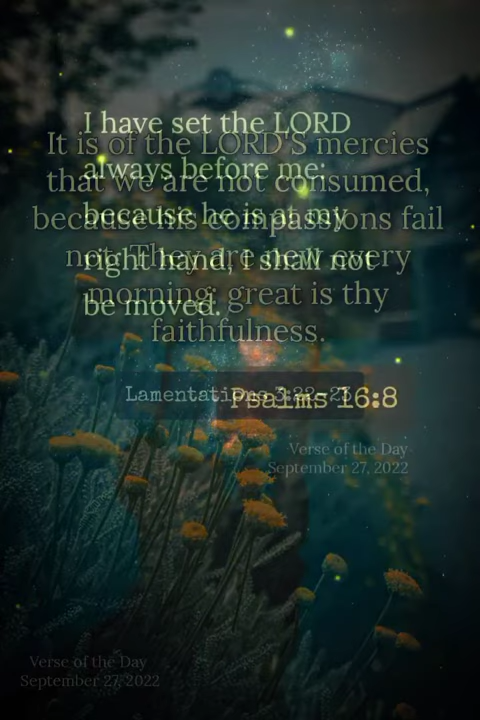 I have set the LORD
always before me:
because he is at my
right hand, I shall not
be moved.
Psalms 16:8
It is of the LORD'S mercies
that we are not consumed,
because his compassions fail
not. They are new every
morning: great is thy
faithfulness.
Lamentations 3:22-23
Verse of the Day
September 27, 2022
Verse of the Day
September 27, 2022